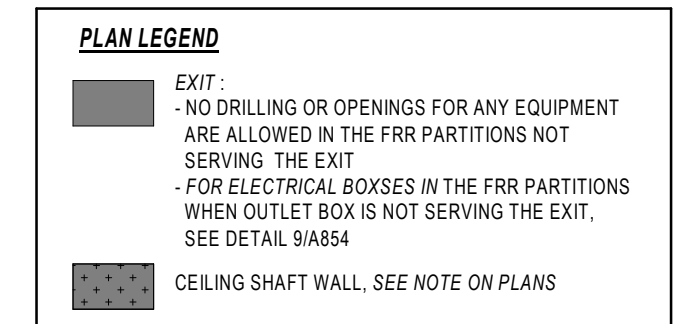 PLAN LEGEND
EXIT :
- NO DRILLING OR OPENINGS FOR ANY EQUIPMENT
ARE ALLOWED IN THE FRR PARTITIONS NOT
SERVING THE EXIT
- FOR ELECTRICAL BOXSES IN THE FRR PARTITIONS
WHEN OUTLET BOX IS NOT SERVING THE EXIT,
SEE DETAIL 9/A854
CEILING SHAFT WALL, SEE NOTE ON PLANS